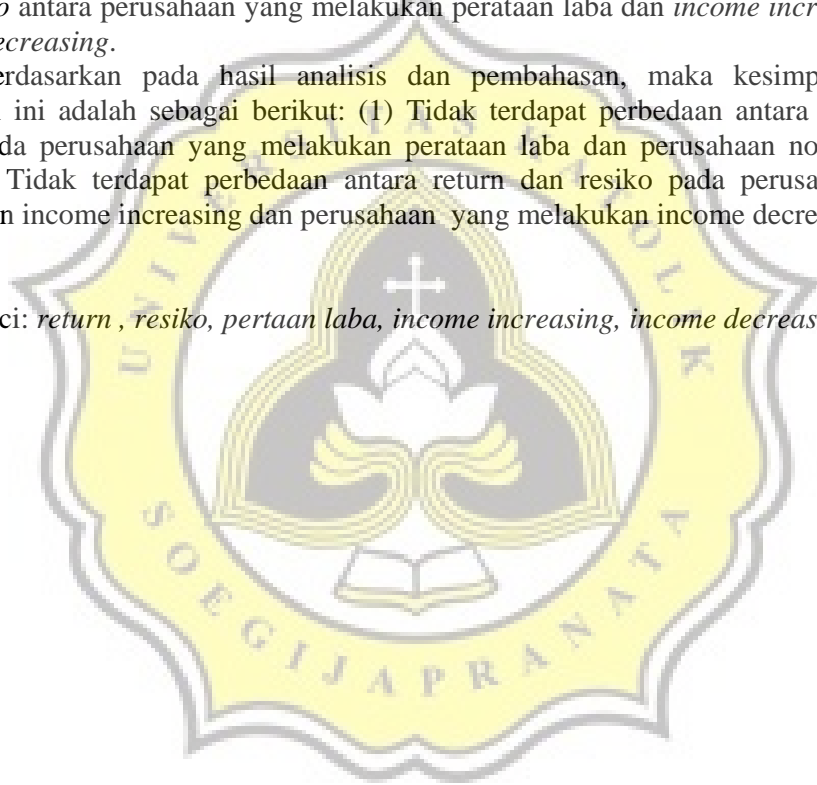 o antara perusahaan yang melakukan perataan laba dan income incr
ecreasing.
erdasarkan pada hasil analisis dan pembahasan, maka kesimp
ini adalah sebagai berikut: (1) Tidak terdapat perbedaan antara
da perusahaan yang melakukan perataan laba dan perusahaan no
Tidak terdapat perbedaan antara return dan resiko pada perusa
n income increasing dan perusahaan yang melakukan income decre
ci: return , resiko, pertaan laba, income increasing, income decreas
UNIVERSITAS KATOLIK
SOEGIJAPRANATA